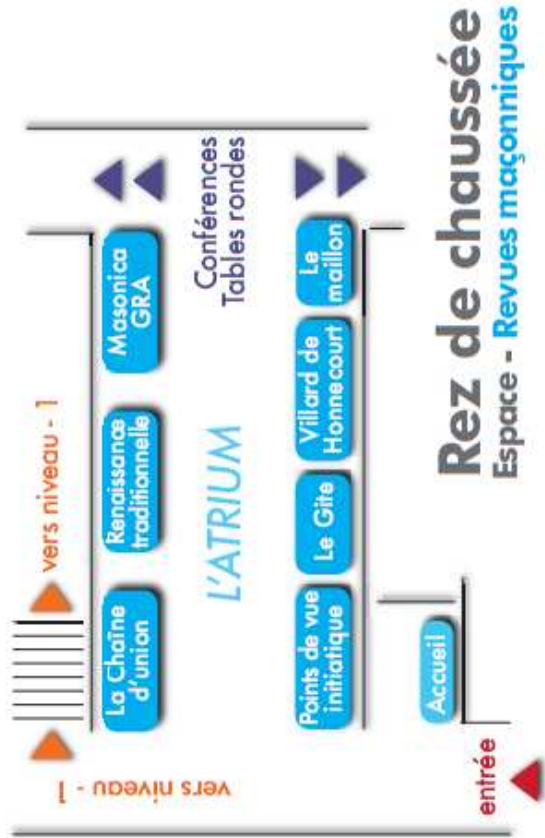 vers niveau - 1
vers niveau - 1
La Chaîne
d'union
Renaissance
traditionnelle
Masonica
GRA
L'ATRIUM
Conférences
Tables rondes
Points de vue
initiatique
Le Gite
Villard de
Honnecourt
Le
maillon
Accueil
entrée
Rez de chaussée
Espace - Revues maçonniques